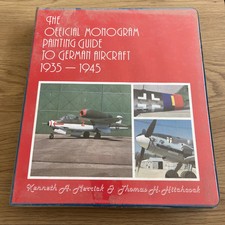 THE
OFFICIAL MONOGRAM
PAINTING GUIDE
TO GERMAN AIRCRAFT
1935 — 1945
Kenneth A. Merrick & Thomas H. Hitchcock